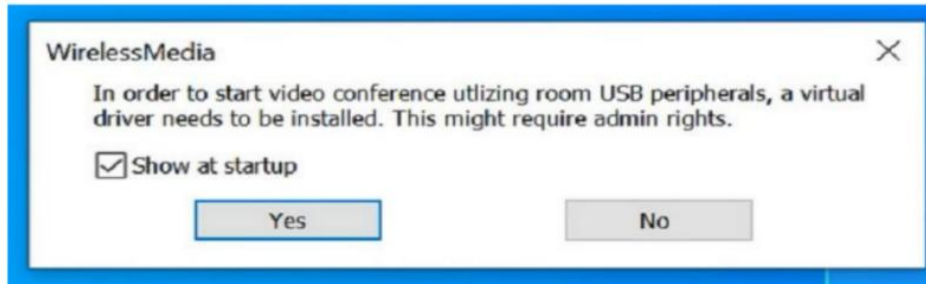 WirelessMedia
In order to start video conference utlizing room USB peripherals, a virtual
driver needs to be installed. This might require admin rights.
Show at startup
Yes No